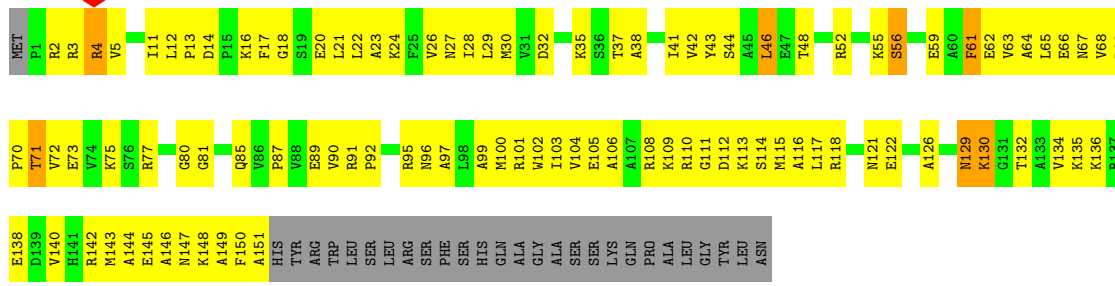 MET P1 R2 R3 R4 V5 I11 L12 P13 D14 P15 K16 F17 G18 S19 E20 L21 L22 A23 K24 F25 V26 N27 I28 L29 M30 V31 D32 K35 S36 T37 A38 I41 V42 Y43 S44 A45 L46 E47 T48 R52 K55 S56 E59 A60 F61 E62 V63 A64 L65 E66 N67 V68
P70 T71 V72 E73 V74 K75 S76 R77 G80 G81 Q85 V86 P87 V88 E89 V90 R91 P92 R95 N96 A97 L98 A99 M100 R101 W102 I103 V104 E105 A106 A107 R108 K109 R110 G111 D112 K113 S114 M115 A116 L117 R118 N121 E122 A126 N129 K130 G131 T132 A133 V134 K135 K136 R137
E138 D139 V140 H141 R142 M143 A144 E145 A146 N147 K148 A149 F150 A151 HIS TYR ARG TRP LEU SER LEU ARG SER PHE SER HIS GLN ALA GLY ALA SER SER LYS GLN PRO ALA LEU GLY TYR LEU ASN